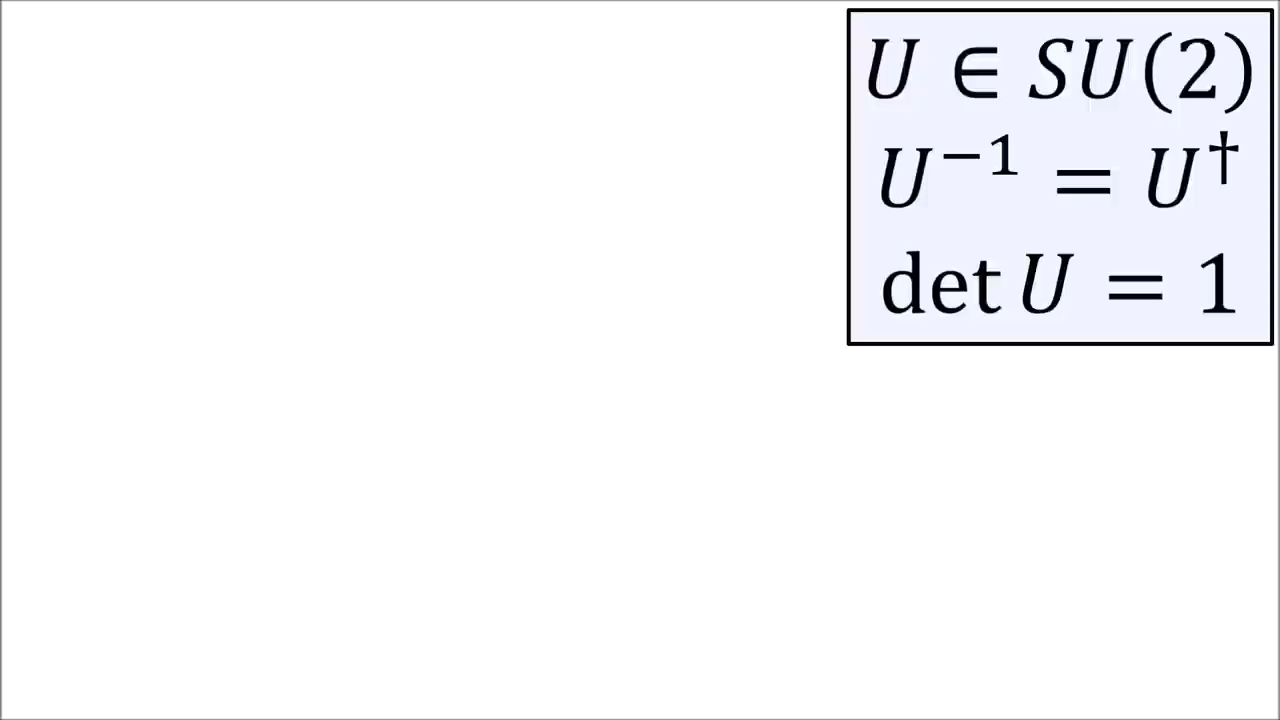 U ∈ SU(2)
U⁻¹ = U†
det U = 1